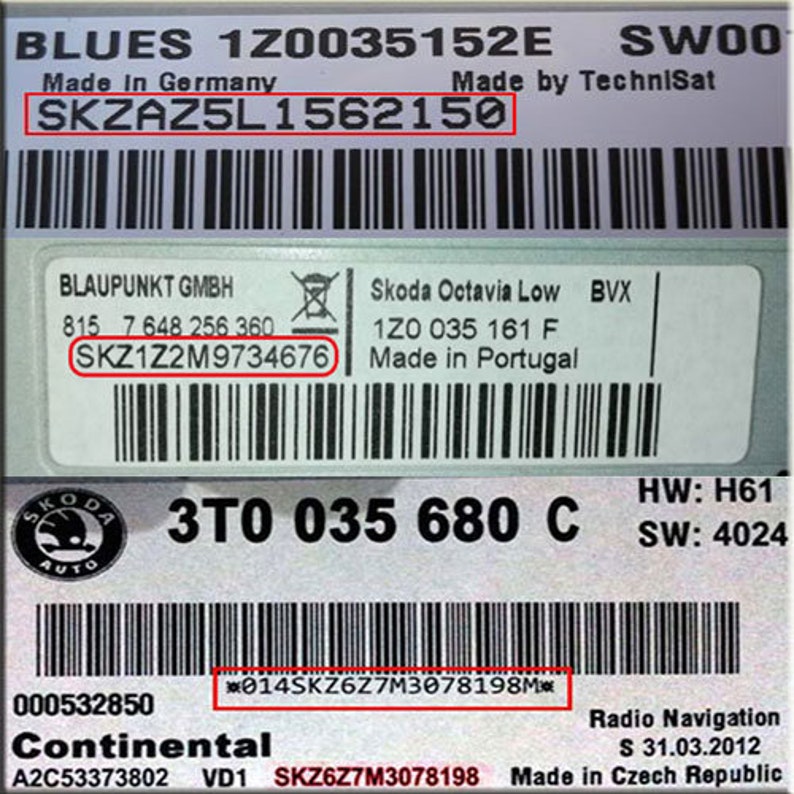 BLUES 1Z0035152E SW00
Made in Germany Made by TechniSat
SKZAZ5L1562150
BLAUPUNKT GMBH Skoda Octavia Low BVX
815 7 648 256 360 1Z0 035 161 F
SKZ1Z2M9734676 Made in Portugal
SKODA AUTO
3T0 035 680 C HW: H61
SW: 4024
¤014SKZ6Z7M3078198M¤
000532850 Radio Navigation
Continental S 31.03.2012
A2C53373802 VD1 SKZ6Z7M3078198 Made in Czech Republic